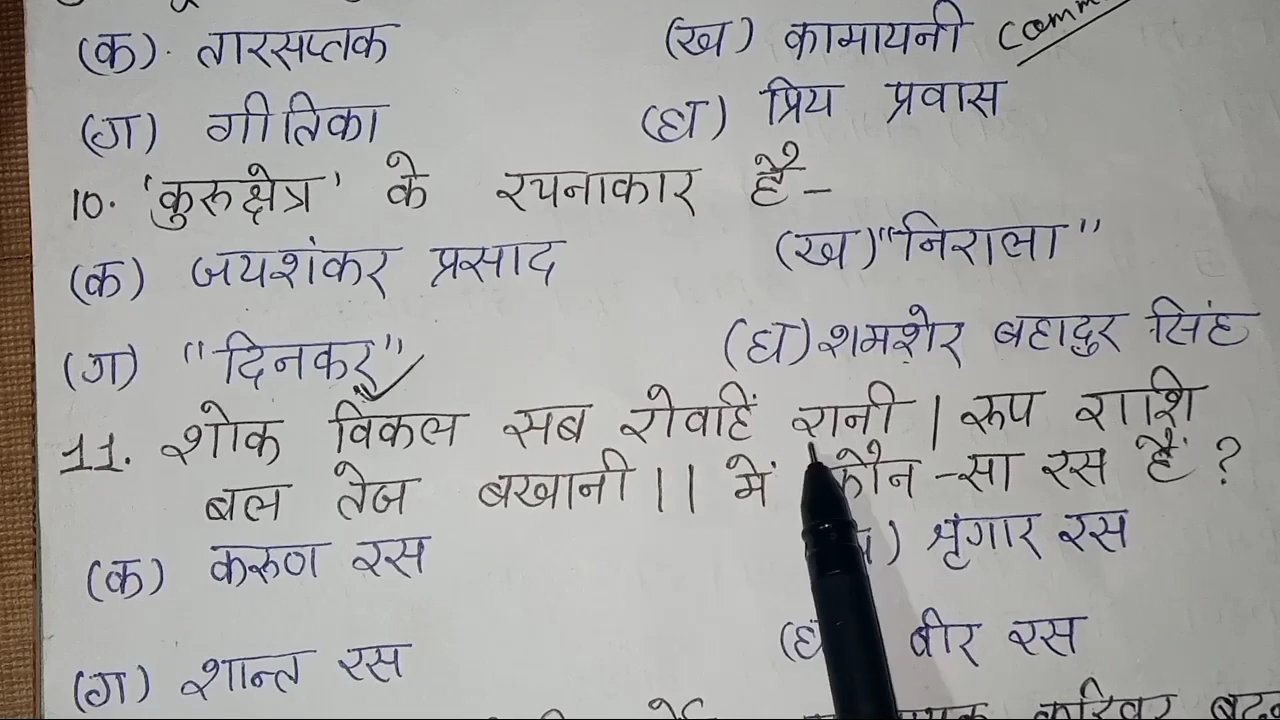 (क). तारसप्तक (ख) कामायनी
(ग) गीतिका (घ) प्रिय प्रवास
10. 'कुरुक्षेत्र' के रचनाकार हैं –
(क) जयशंकर प्रसाद (ख) "निराला"
(ग) "दिनकर" (घ) शमशेर बहादुर सिंह
11. शोक विकल सब रोवहिं रानी | रूप राशि
बल तेज बखानी || में कौन-सा रस हैं ?
(क) करुण रस शृंगार रस
(ग) शान्त रस (घ बीर रस